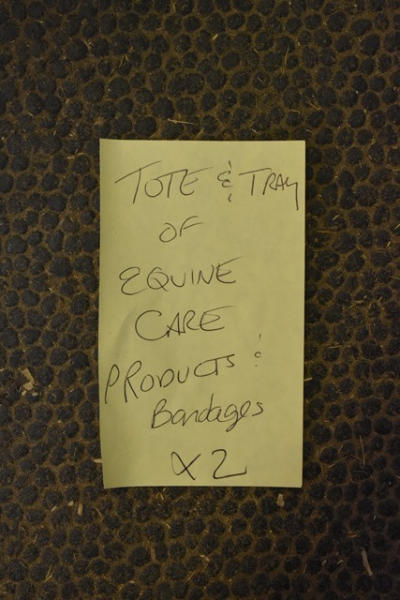 TOTE & TRAY
OF
EQUINE
CARE
PRODUCTS &
Bandages
x2